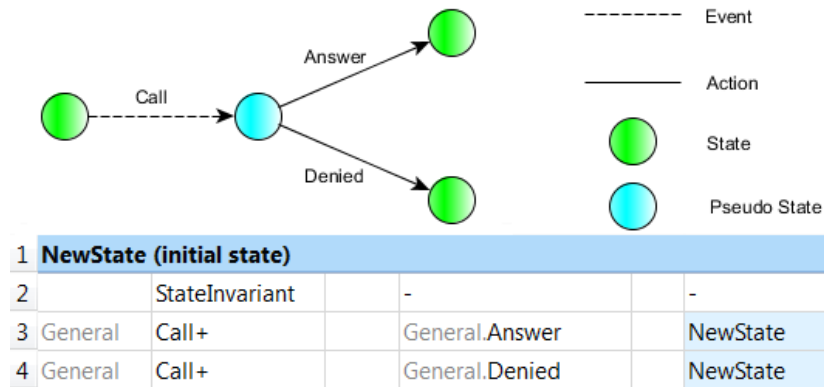 Event
Answer
Action
Call
State
Denied
Pseudo State
1 NewState (initial state)
2 StateInvariant - -
3 General Call+ General.Answer NewState
4 General Call+ General.Denied NewState